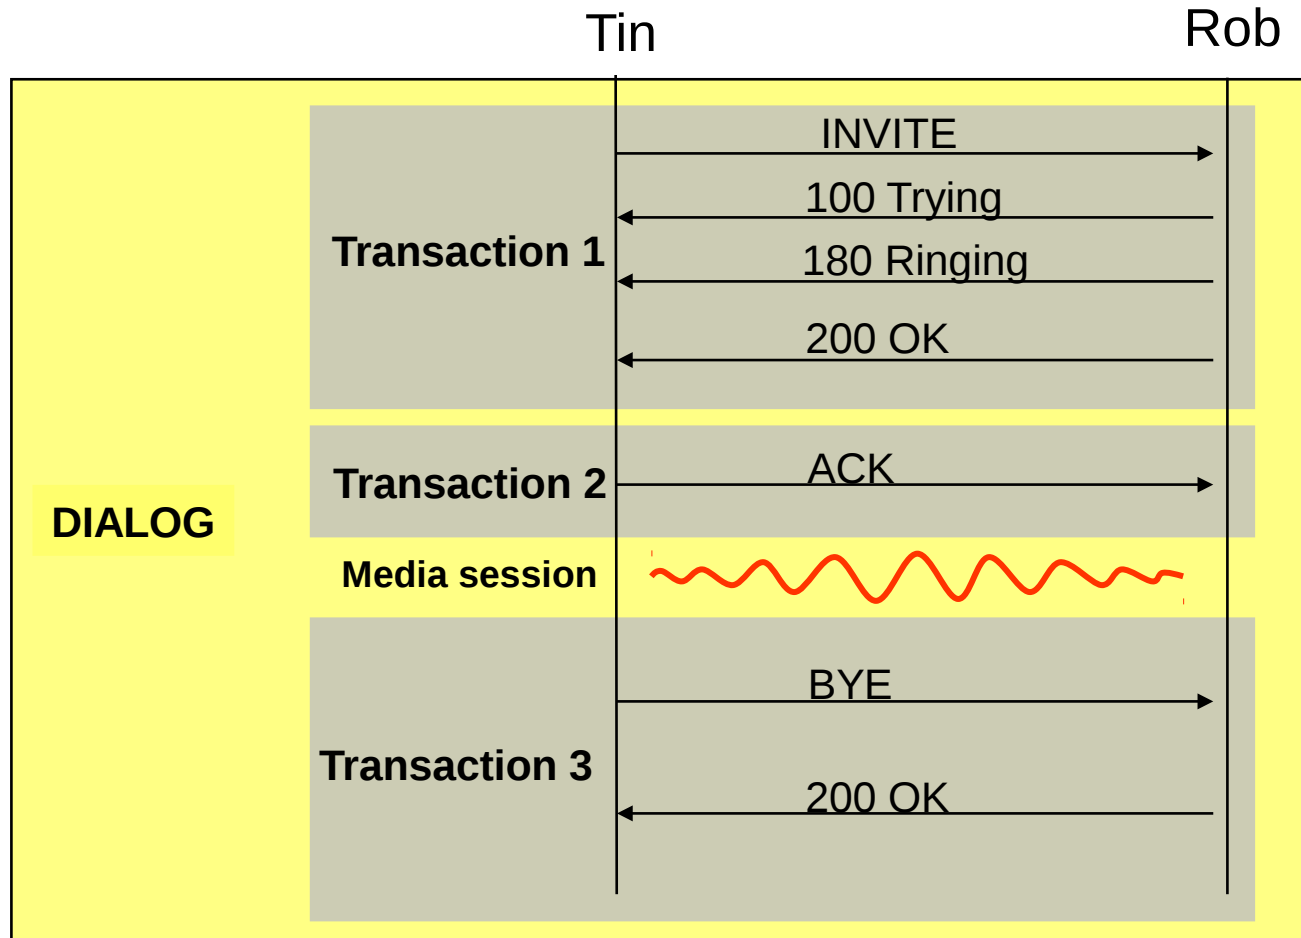 Tin
Rob
INVITE
100 Trying
Transaction 1
180 Ringing
200 OK
ACK
Transaction 2
DIALOG
Media session
BYE
Transaction 3
200 OK